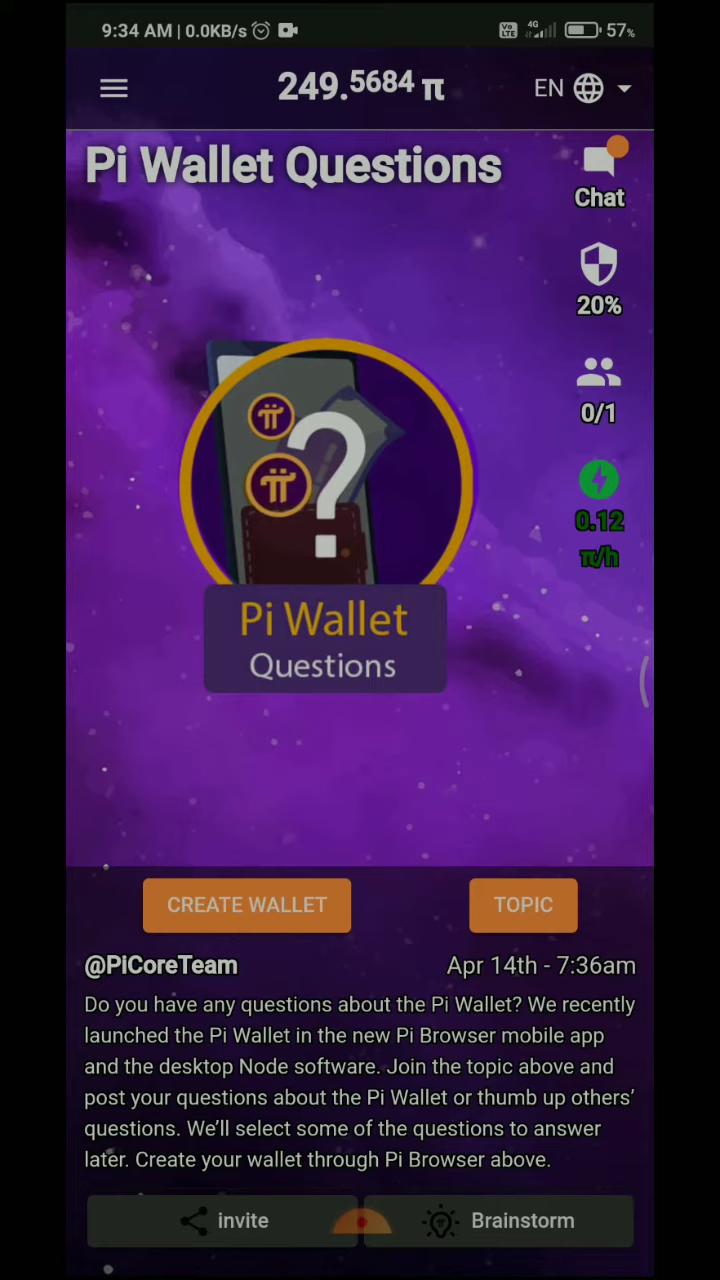 9:34 AM | 0.0KB/s
Vo LTE 4G 57%
249.5684 π
EN
Pi Wallet Questions
Chat
20%
0/1
0.12
π/h
π
π
?
Pi Wallet
Questions
CREATE WALLET
TOPIC
@PiCoreTeam
Apr 14th - 7:36am
Do you have any questions about the Pi Wallet? We recently
launched the Pi Wallet in the new Pi Browser mobile app
and the desktop Node software. Join the topic above and
post your questions about the Pi Wallet or thumb up others’
questions. We’ll select some of the questions to answer
later. Create your wallet through Pi Browser above.
invite
Brainstorm